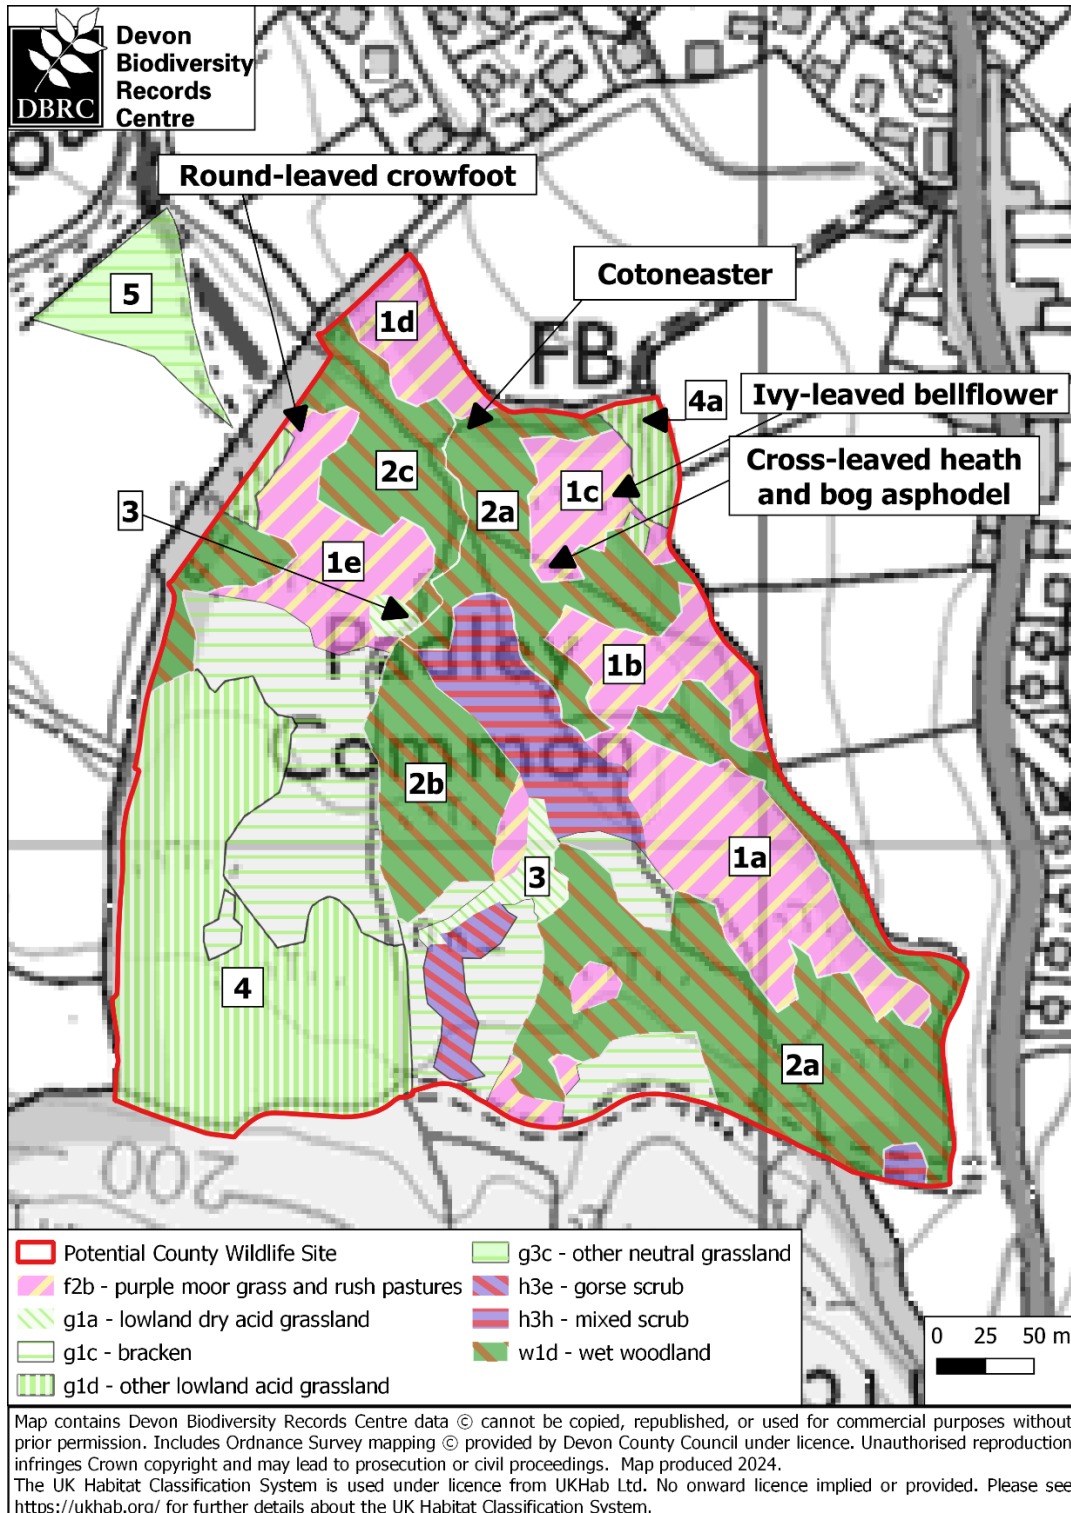 DBRC
Devon
Biodiversity
Records
Centre
Round-leaved crowfoot
5
Cotoneaster
1d
FB
4a
Ivy-leaved bellflower
Cross-leaved heath
and bog asphodel
2c
1c
2a
3
1e
1b
Common
2b
1a
3
4
2a
200
Potential County Wildlife Site
f2b - purple moor grass and rush pastures
g1a - lowland dry acid grassland
g1c - bracken
g1d - other lowland acid grassland
g3c - other neutral grassland
h3e - gorse scrub
h3h - mixed scrub
w1d - wet woodland
0 25 50 m
Map contains Devon Biodiversity Records Centre data © cannot be copied, republished, or used for commercial purposes without
prior permission. Includes Ordnance Survey mapping © provided by Devon County Council under licence. Unauthorised reproduction
infringes Crown copyright and may lead to prosecution or civil proceedings. Map produced 2024.
The UK Habitat Classification System is used under licence from UKHab Ltd. No onward licence implied or provided. Please see
https://ukhab.org/ for further details about the UK Habitat Classification System.